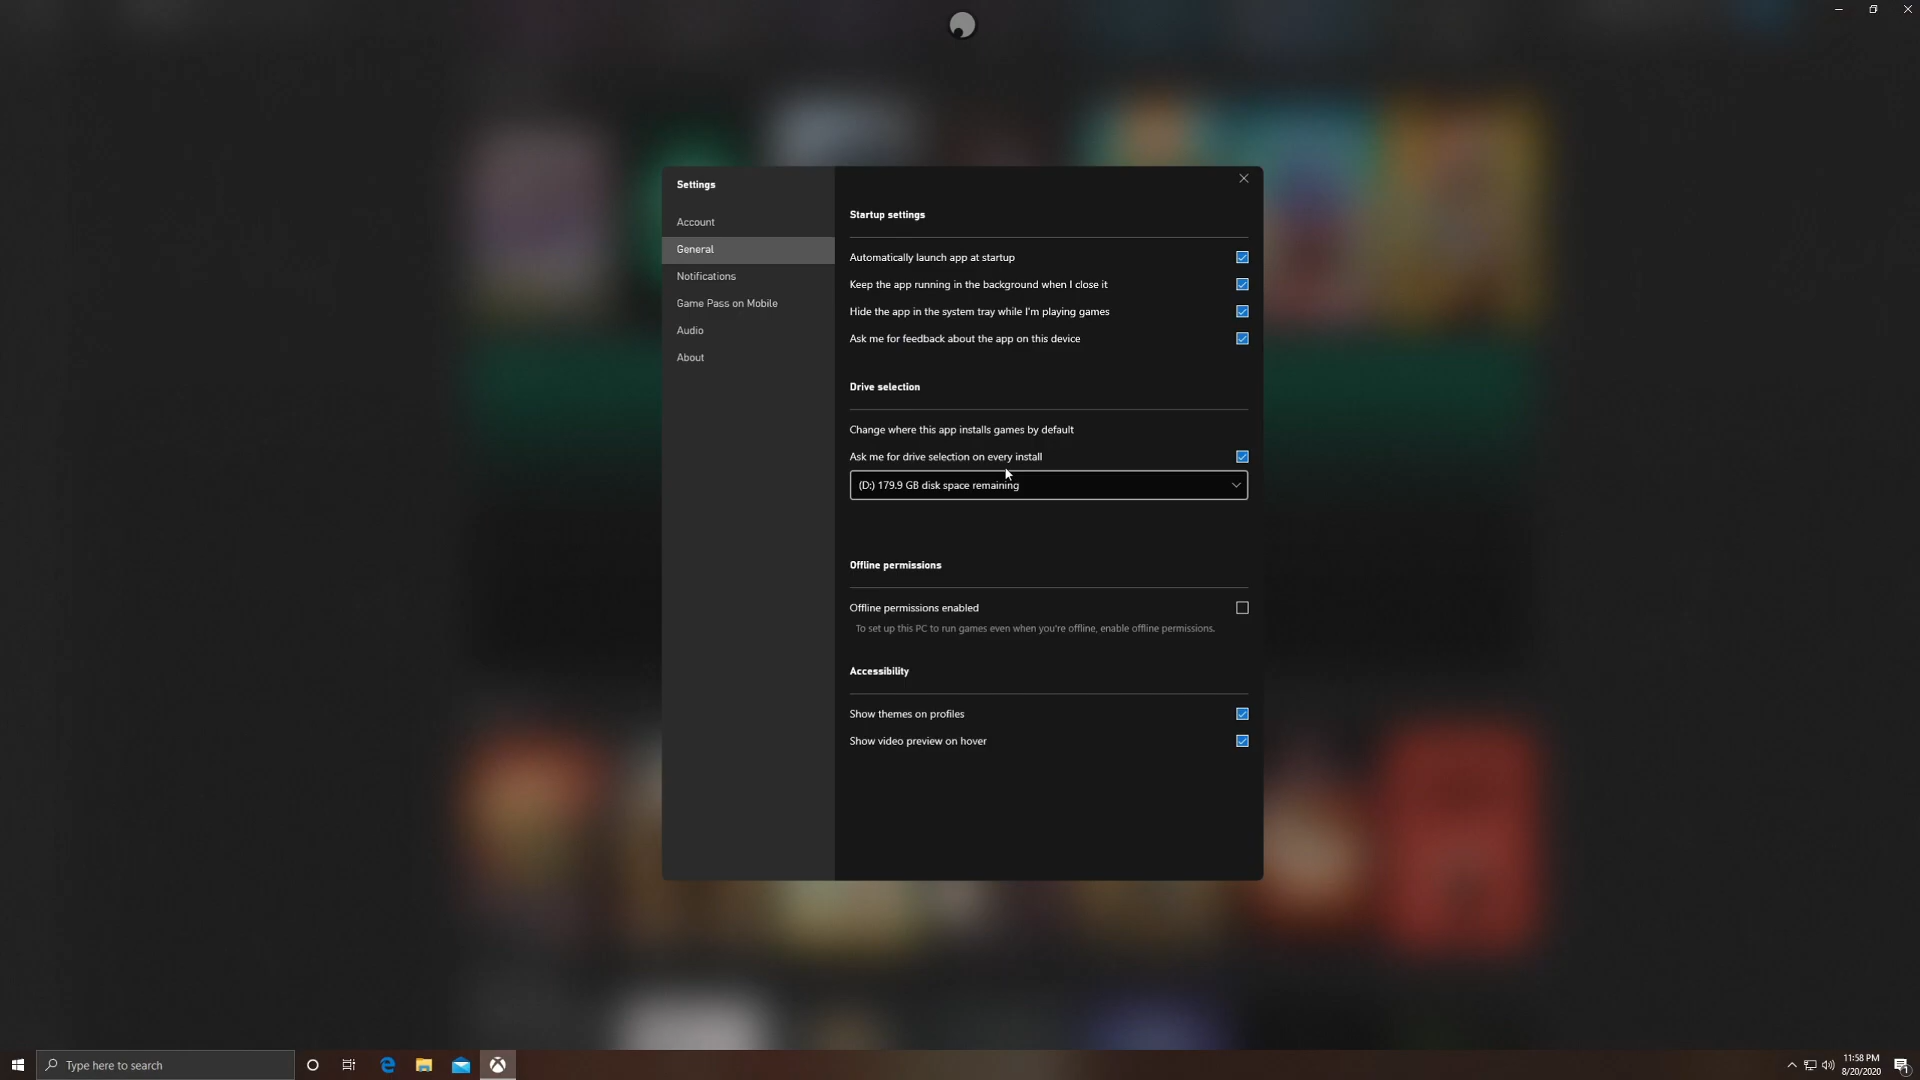 Settings
Account
General
Notifications
Game Pass on Mobile
Audio
About
Startup settings
Automatically launch app at startup
Keep the app running in the background when I close it
Hide the app in the system tray while I'm playing games
Ask me for feedback about the app on this device
Drive selection
Change where this app installs games by default
Ask me for drive selection on every install
(D:) 179.9 GB disk space remaining
Offline permissions
Offline permissions enabled
To set up this PC to run games even when you're offline, enable offline permissions.
Accessibility
Show themes on profiles
Show video preview on hover
Type here to search
11:58 PM
8/20/2020
1